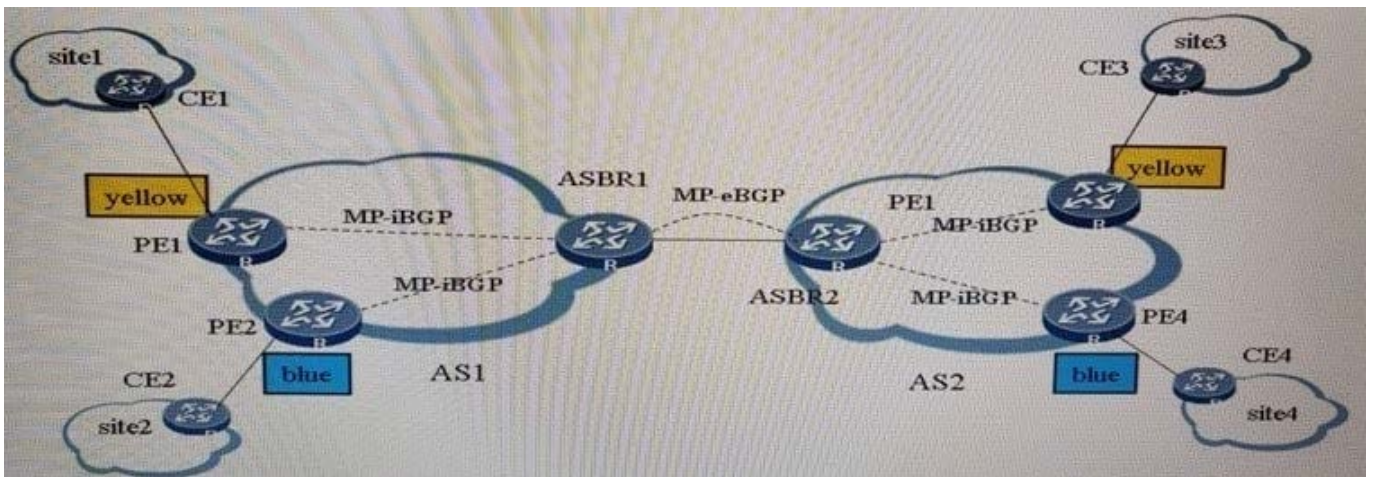 site1
CE1
yellow
PE1
MP-iBGP
ASBR1
MP-eBGP
PE1
MP-iBGP
site3
CE3
yellow
MP-iBGP
PE2
R
R
R
R
R
R
ASBR2
MP-iBGP
PE4
CE2
blue
AS1
AS2
blue
CE4
site2
site4